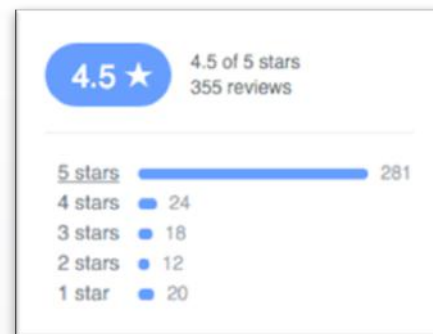 4.5 ★
4.5 of 5 stars
355 reviews
5 stars 281
4 stars 24
3 stars 18
2 stars 12
1 star 20